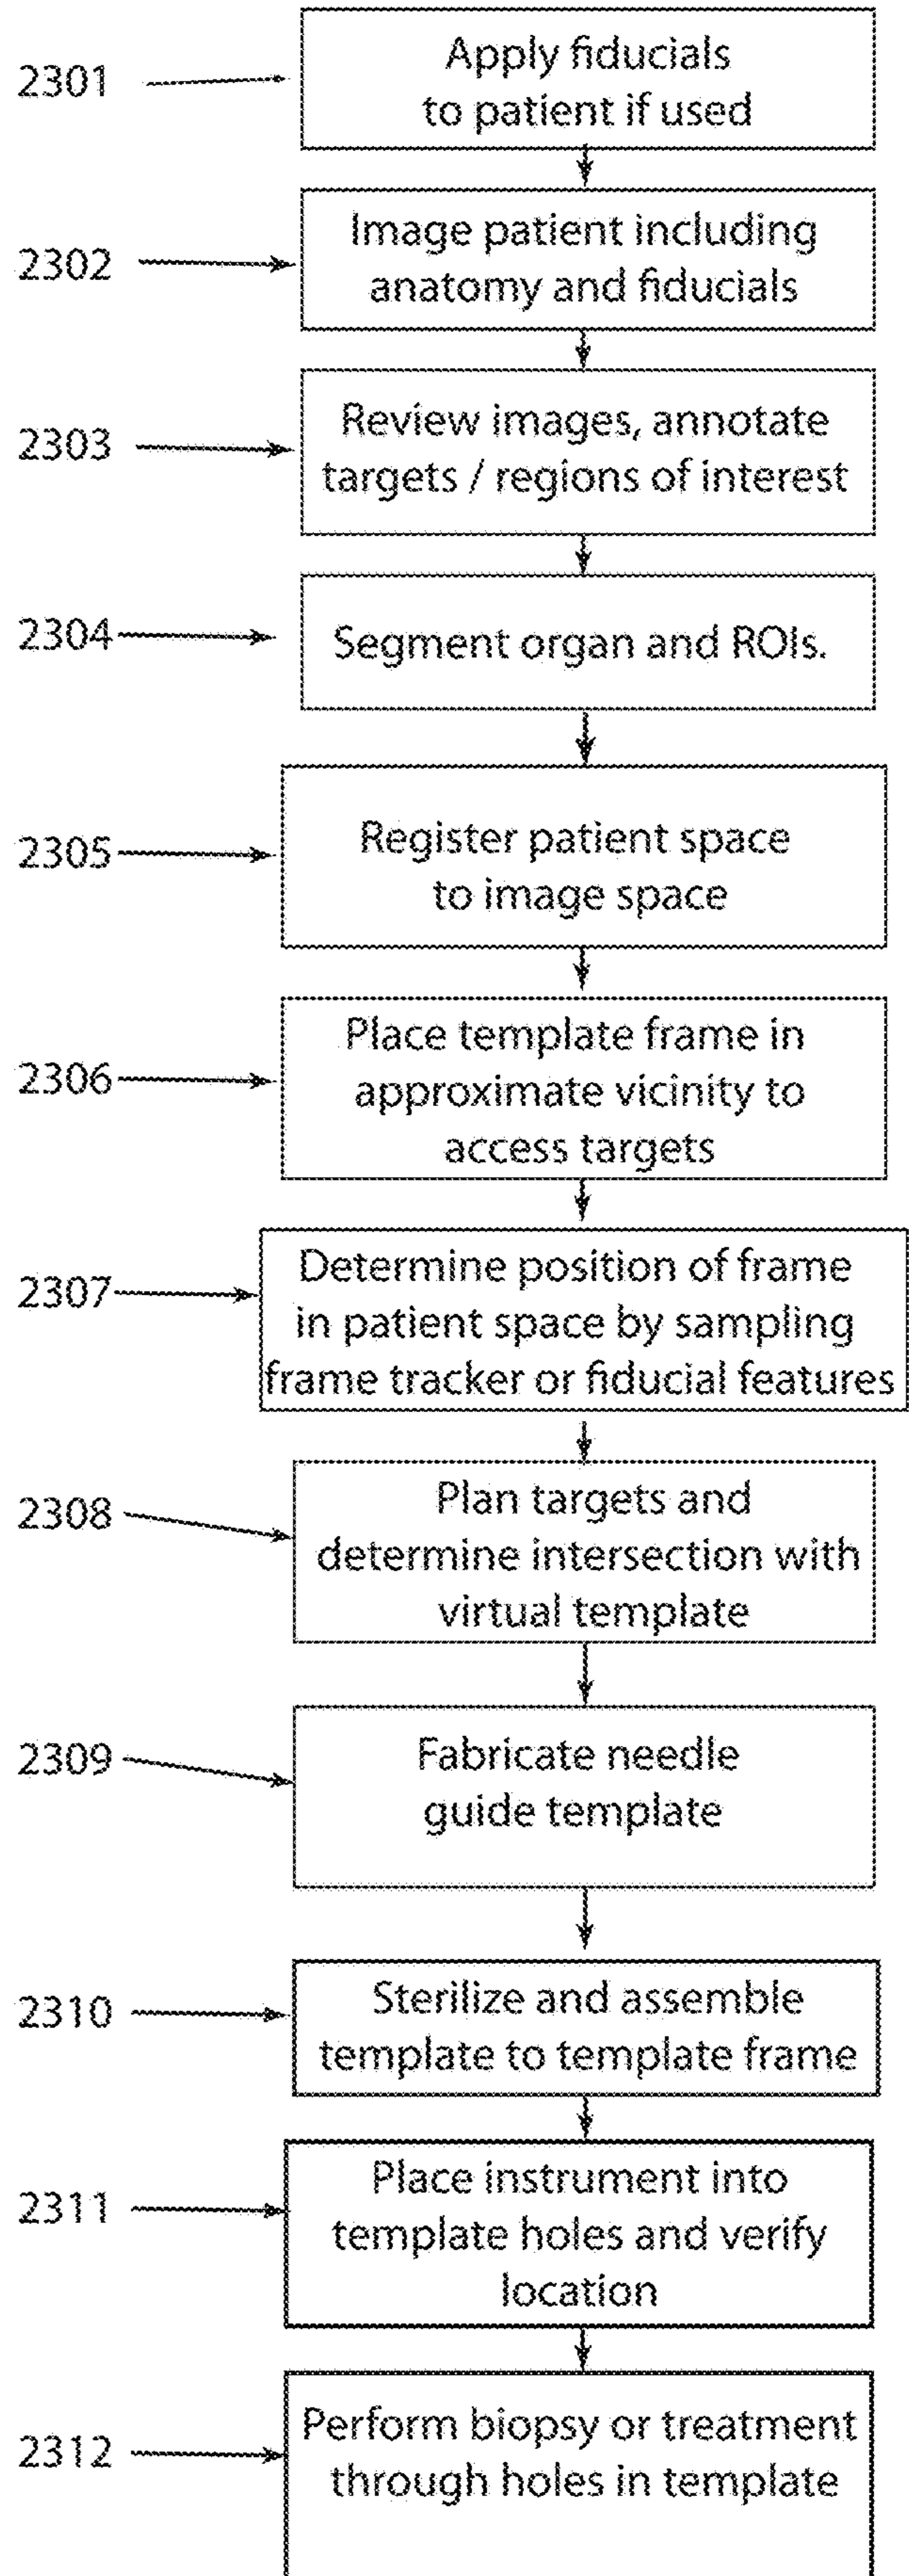 2301
Apply fiducials
to patient if used
2302
Image patient including
anatomy and fiducials
2303
Review images, annotate
targets / regions of interest
2304
Segment organ and ROIs.
2305
Register patient space
to image space
2306
Place template frame in
approximate vicinity to
access targets
2307
Determine position of frame
in patient space by sampling
frame tracker or fiducial features
2308
Plan targets and
determine intersection with
virtual template
2309
Fabricate needle
guide template
2310
Sterilize and assemble
template to template frame
2311
Place instrument into
template holes and verify
location
2312
Perform biopsy or treatment
through holes in template